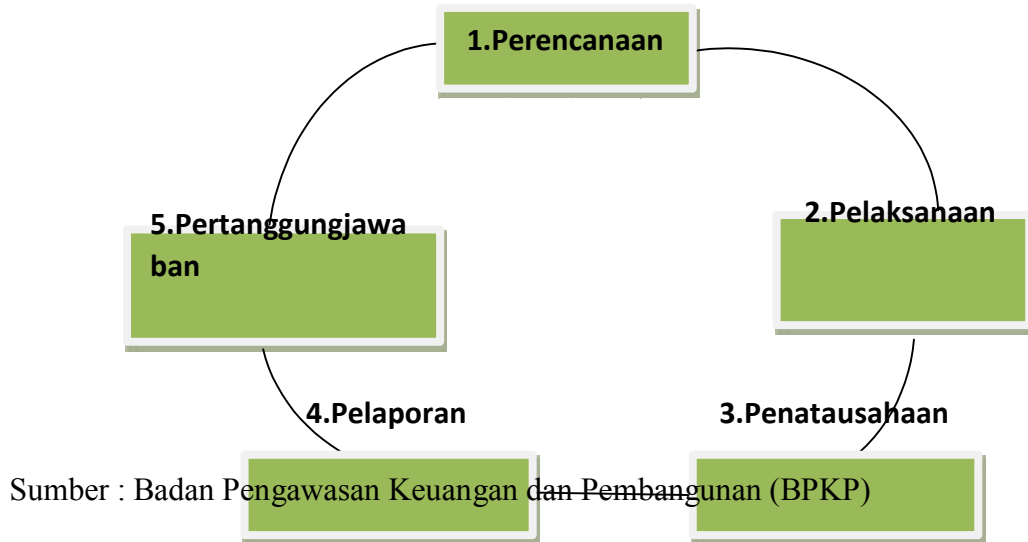 1.Perencanaan
2.Pelaksanaan
5.Pertanggungjawa
ban
4.Pelaporan
3.Penatausahaan
Sumber : Badan Pengawasan Keuangan dan Pembangunan (BPKP)